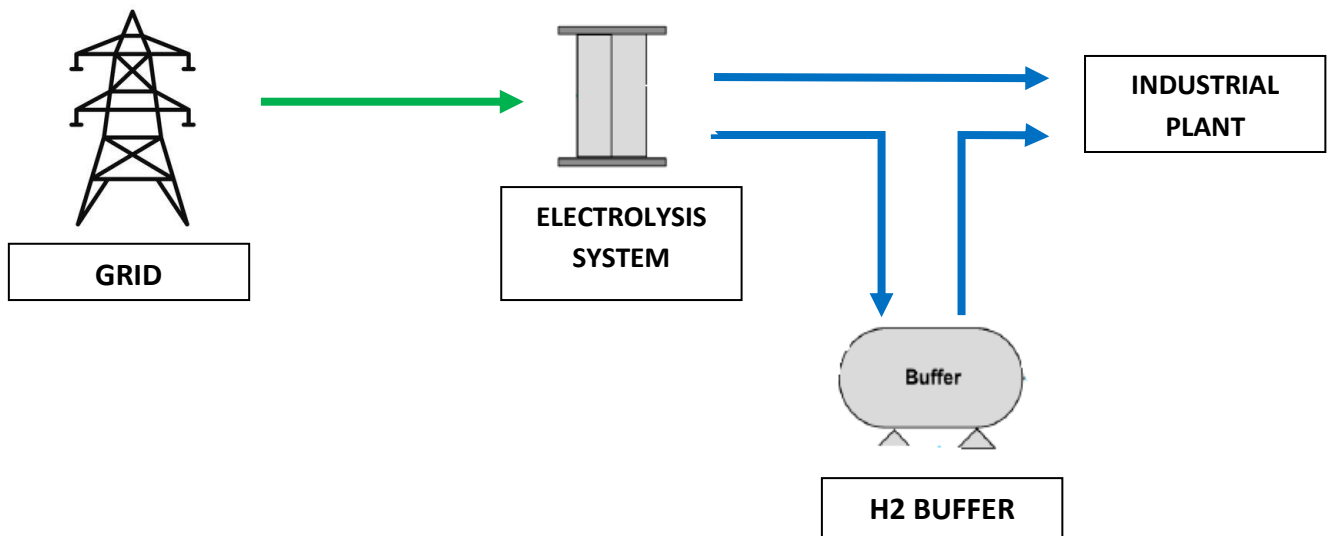 INDUSTRIAL
PLANT
ELECTROLYSIS
SYSTEM
GRID
Buffer
H2 BUFFER